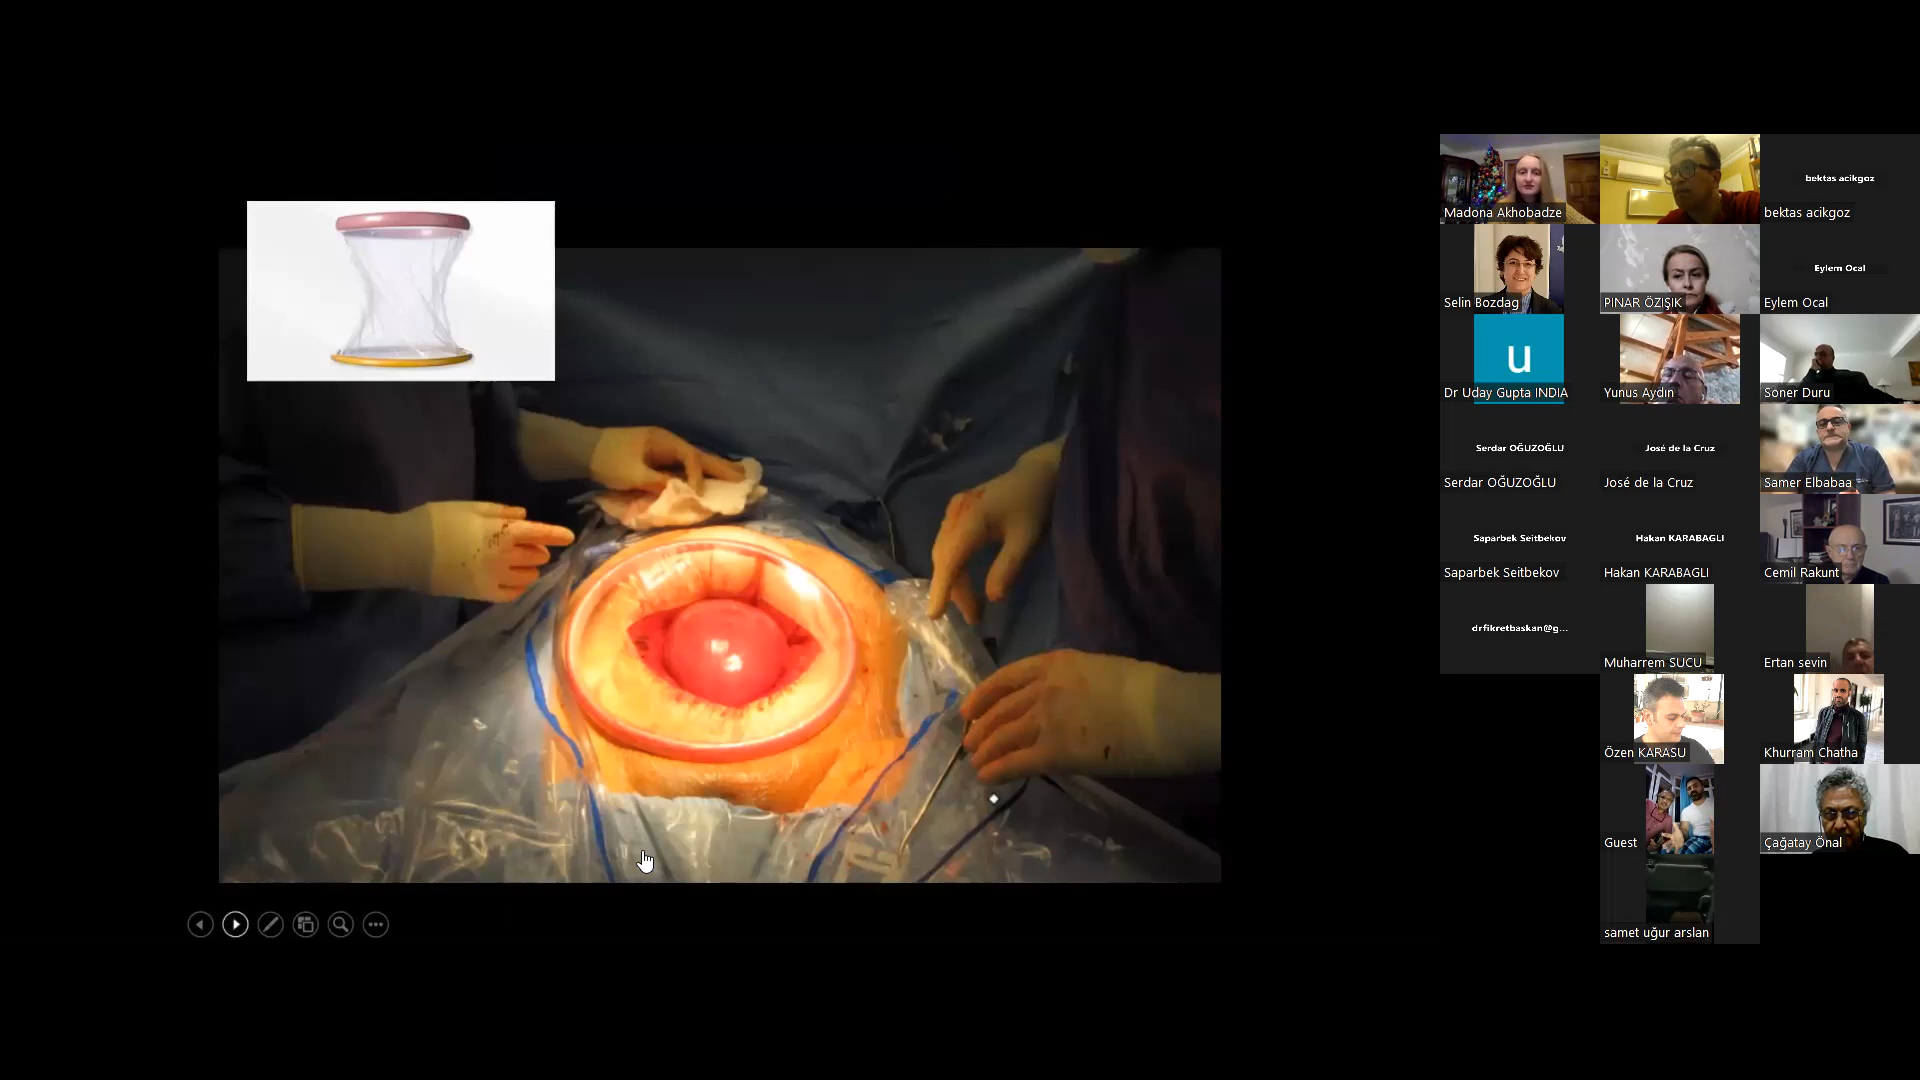 Madona Akhobadze
bektas acikgoz
bektas acikgoz
Selin Bozdag
PINAR ÖZIŞIK
Eylem Ocal
Eylem Ocal
u
Dr Uday Gupta INDIA
Yunus Aydın
Soner Duru
Serdar OĞUZOĞLU
Serdar OĞUZOĞLU
José de la Cruz
José de la Cruz
Samer Elbabaa
Saparbek Seitbekov
Saparbek Seitbekov
Hakan KARABAGLI
Hakan KARABAGLI
Cemil Rakunt
drfikretbaskan@g...
Muharrem SUCU
Ertan sevin
Özen KARASU
Khurram Chatha
Guest
Çağatay Önal
samet uğur arslan